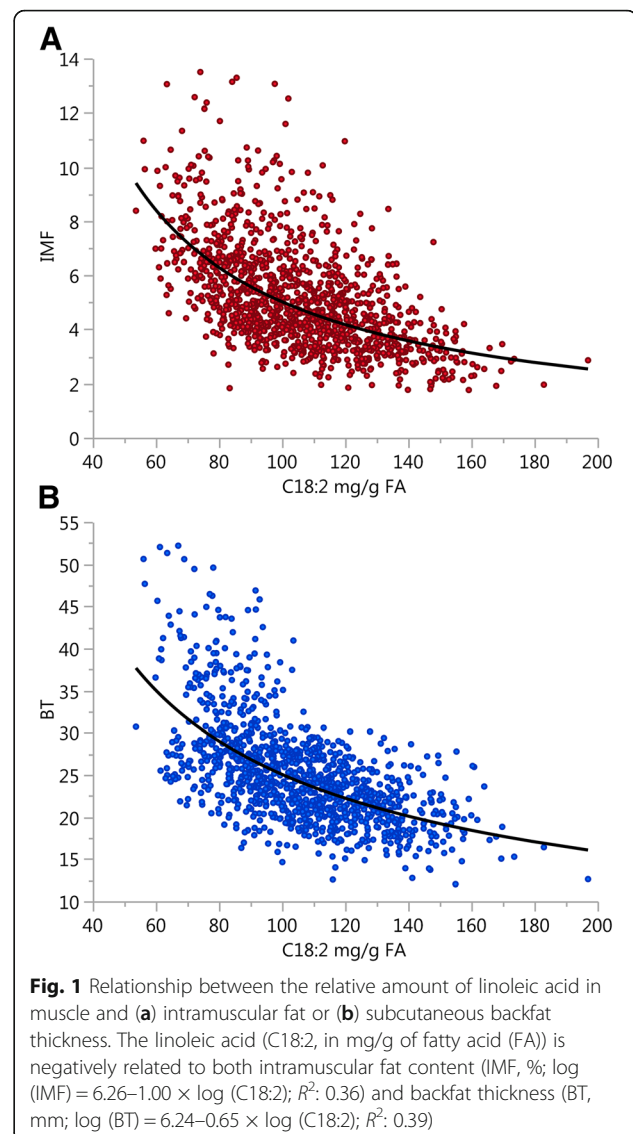 A
14
12
10
8
6
4
2
0
IMF
40 60 80 100 120 140 160 180 200
C18:2 mg/g FA
B
55
50
45
40
35
30
25
20
15
10
BT
40 60 80 100 120 140 160 180 200
C18:2 mg/g FA
Fig. 1 Relationship between the relative amount of linoleic acid in
muscle and (a) intramuscular fat or (b) subcutaneous backfat
thickness. The linoleic acid (C18:2, in mg/g of fatty acid (FA)) is
negatively related to both intramuscular fat content (IMF, %; log
(IMF) = 6.26–1.00 × log (C18:2); R²: 0.36) and backfat thickness (BT,
mm; log (BT) = 6.24–0.65 × log (C18:2); R²: 0.39)